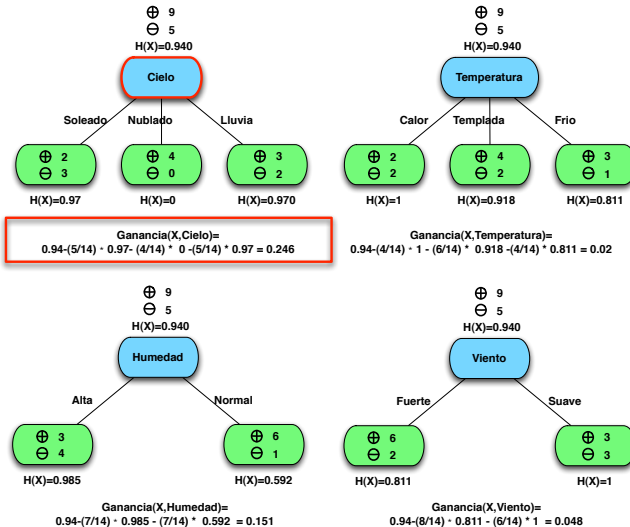 ⊕ 9
⊖ 5
H(X)=0.940
Cielo
Soleado Nublado Lluvia
⊕ 2 ⊕ 4 ⊕ 3
⊖ 3 ⊖ 0 ⊖ 2
H(X)=0.97 H(X)=0 H(X)=0.970
Ganancia(X,Cielo)=
0.94-(5/14) * 0.97- (4/14) * 0 -(5/14) * 0.97 = 0.246
⊕ 9
⊖ 5
H(X)=0.940
Temperatura
Calor Templada Frio
⊕ 2 ⊕ 4 ⊕ 3
⊖ 2 ⊖ 2 ⊖ 1
H(X)=1 H(X)=0.918 H(X)=0.811
Ganancia(X,Temperatura)=
0.94-(4/14) * 1 - (6/14) * 0.918 -(4/14) * 0.811 = 0.02
⊕ 9
⊖ 5
H(X)=0.940
Humedad
Alta Normal
⊕ 3 ⊕ 6
⊖ 4 ⊖ 1
H(X)=0.985 H(X)=0.592
Ganancia(X,Humedad)=
0.94-(7/14) * 0.985 - (7/14) * 0.592 = 0.151
⊕ 9
⊖ 5
H(X)=0.940
Viento
Fuerte Suave
⊕ 6 ⊕ 3
⊖ 2 ⊖ 3
H(X)=0.811 H(X)=1
Ganancia(X,Viento)=
0.94-(8/14) * 0.811 - (6/14) * 1 = 0.048